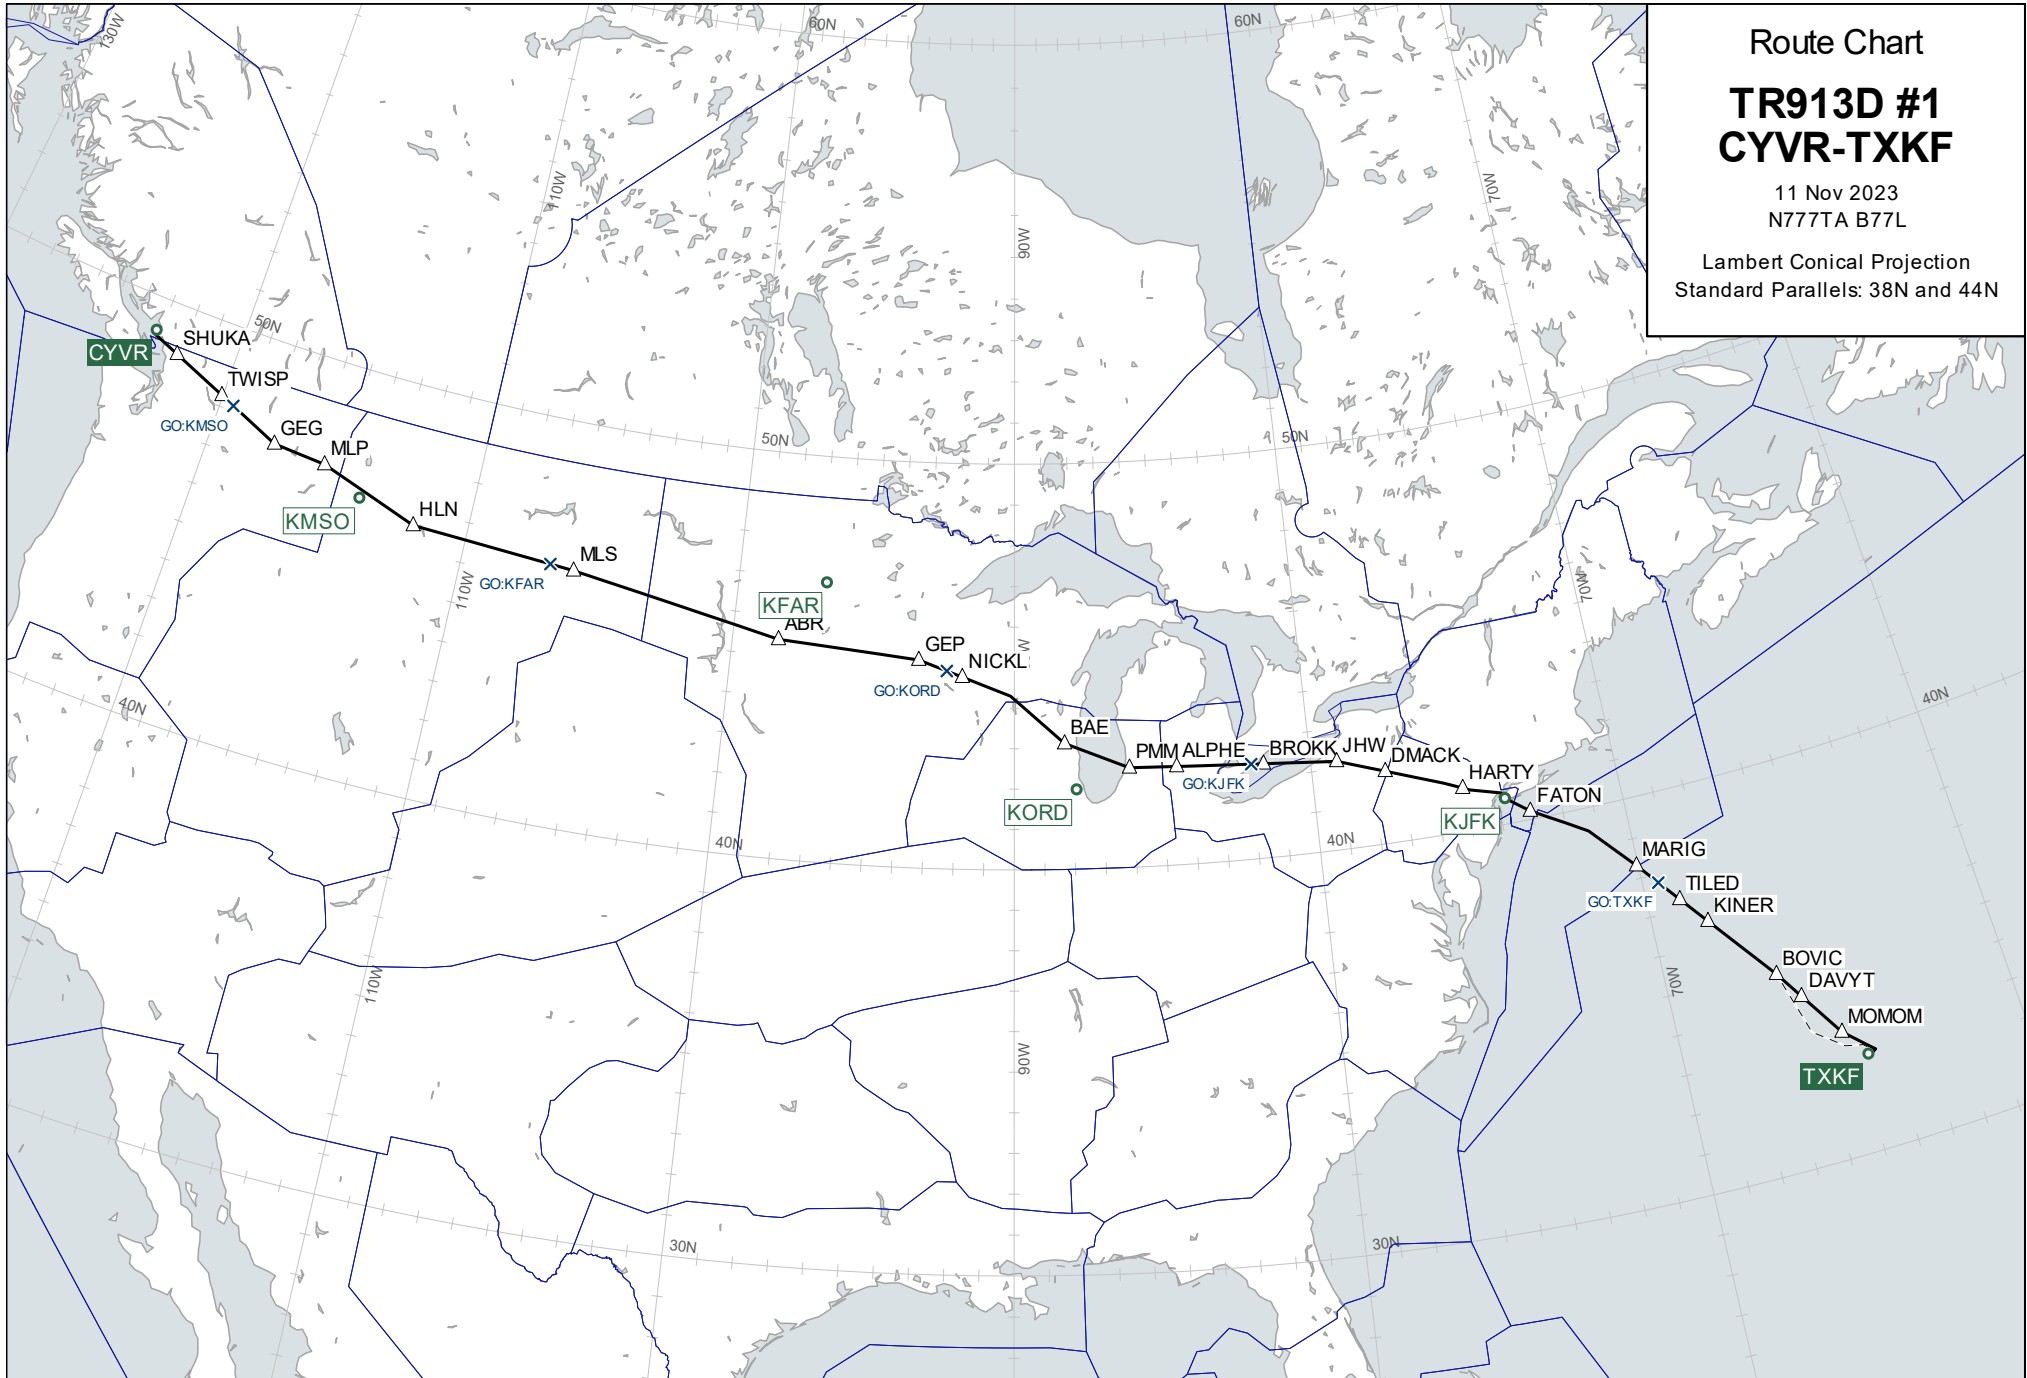 Route Chart
TR913D #1
CYVR-TXKF
11 Nov 2023
N777TA B77L
Lambert Conical Projection
Standard Parallels: 38N and 44N
130W
60N
60N
110W
70W
90W
50N
SHUKA
CYVR
TWISP
GO:KMSO
GEG
MLP
50N
50N
KMSO
HLN
MLS
GO:KFAR
110W
KFAR
ABR
70W
GEP
NICKL
W
GO:KORD
40N
40N
BAE
PMM
ALPHE
BROKK
JHW
DMACK
GO:KJFK
HARTY
KORD
FATON
KJFK
40N
40N
MARIG
TILED
GO:TXKF
KINER
110W
BOVIC
70W
DAVYT
MOMOM
90W
TXKF
30N
30N